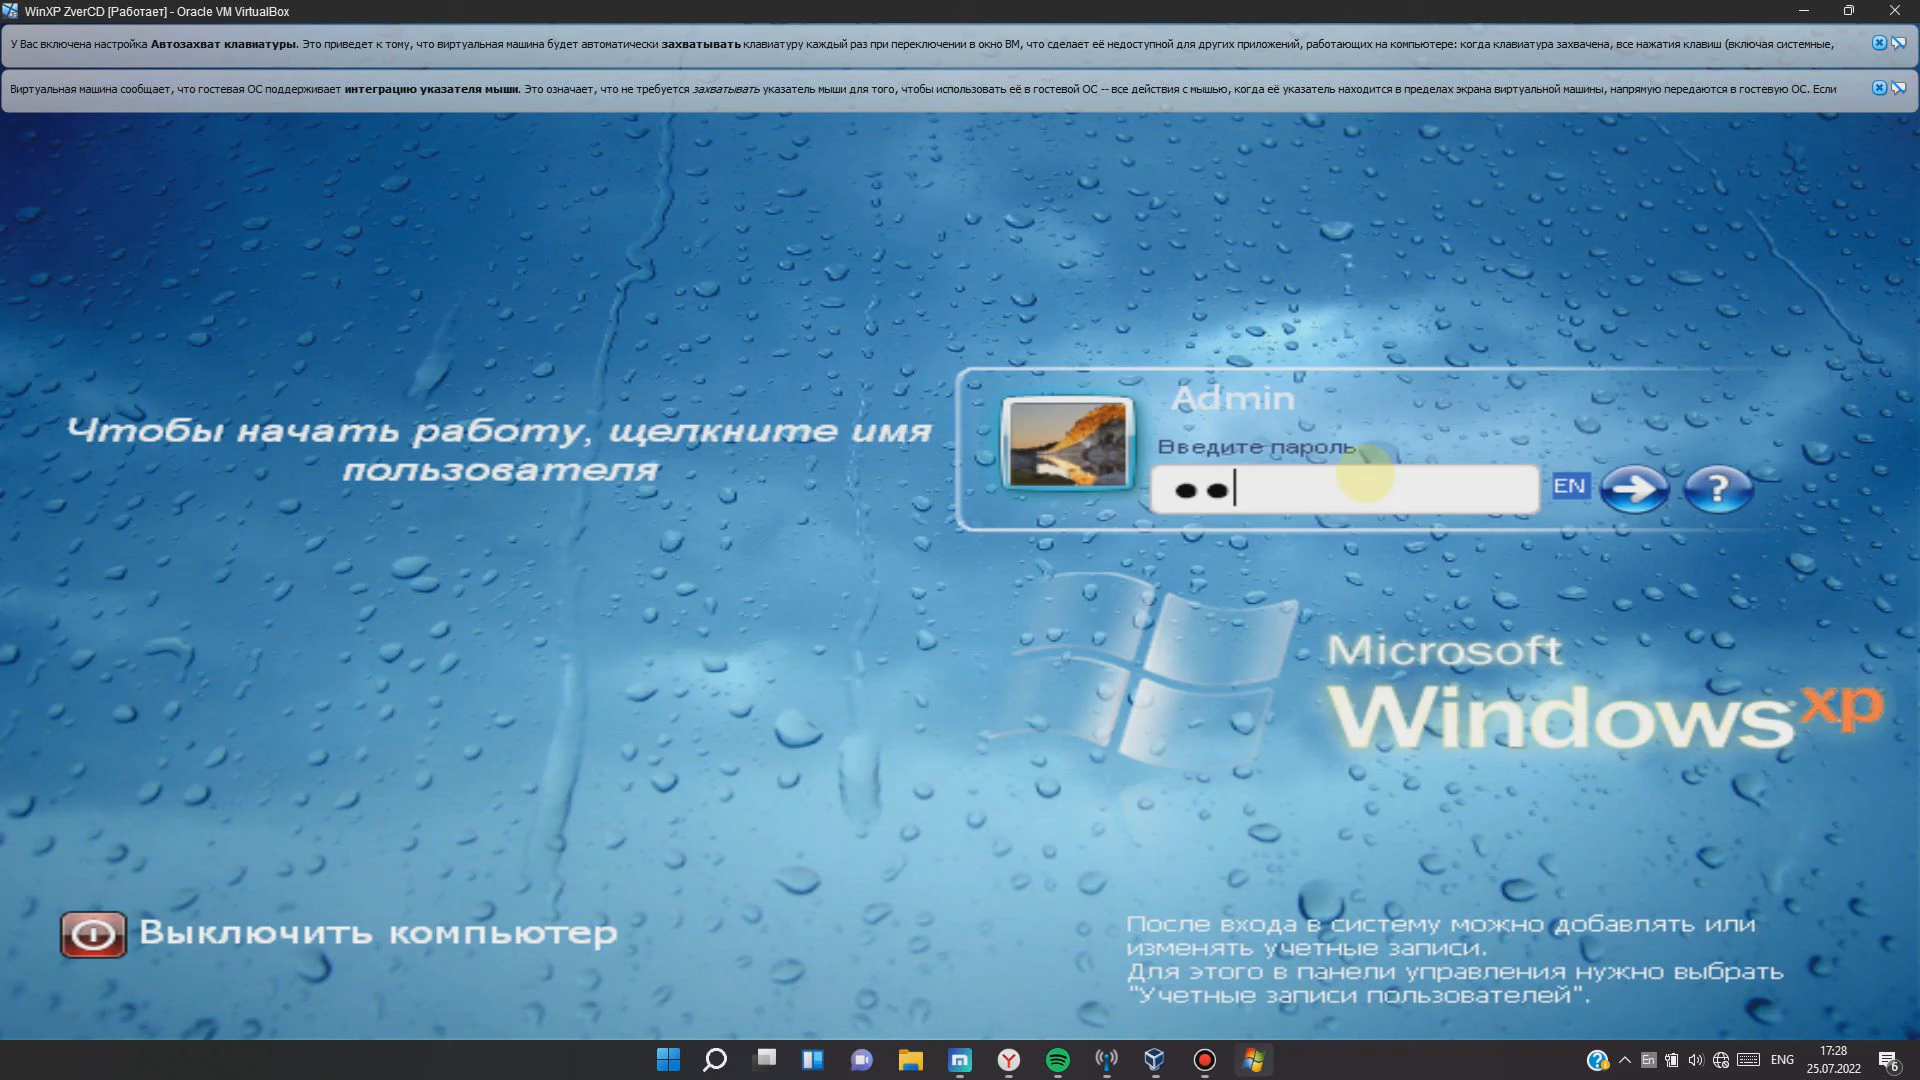 WinXP ZverCD [Работает] - Oracle VM VirtualBox
У Вас включена настройка Автозахват клавиатуры. Это приведет к тому, что виртуальная машина будет автоматически захватывать клавиатуру каждый раз при переключении в окно ВМ, что сделает её недоступной для других приложений, работающих на компьютере: когда клавиатура захвачена, все нажатия клавиш (включая системные,
Виртуальная машина сообщает, что гостевая ОС поддерживает интеграцию указателя мыши. Это означает, что не требуется захватывать указатель мыши для того, чтобы использовать её в гостевой ОС -- все действия с мышью, когда её указатель находится в пределах экрана виртуальной машины, напрямую передаются в гостевую ОС. Если
Чтобы начать работу, щелкните имя
пользователя
Admin
Введите пароль
EN
?
Microsoft
Windows xp
Выключить компьютер
После входа в систему можно добавлять или
изменять учетные записи.
Для этого в панели управления нужно выбрать
"Учетные записи пользователей".
En
ENG
17:28
25.07.2022
6